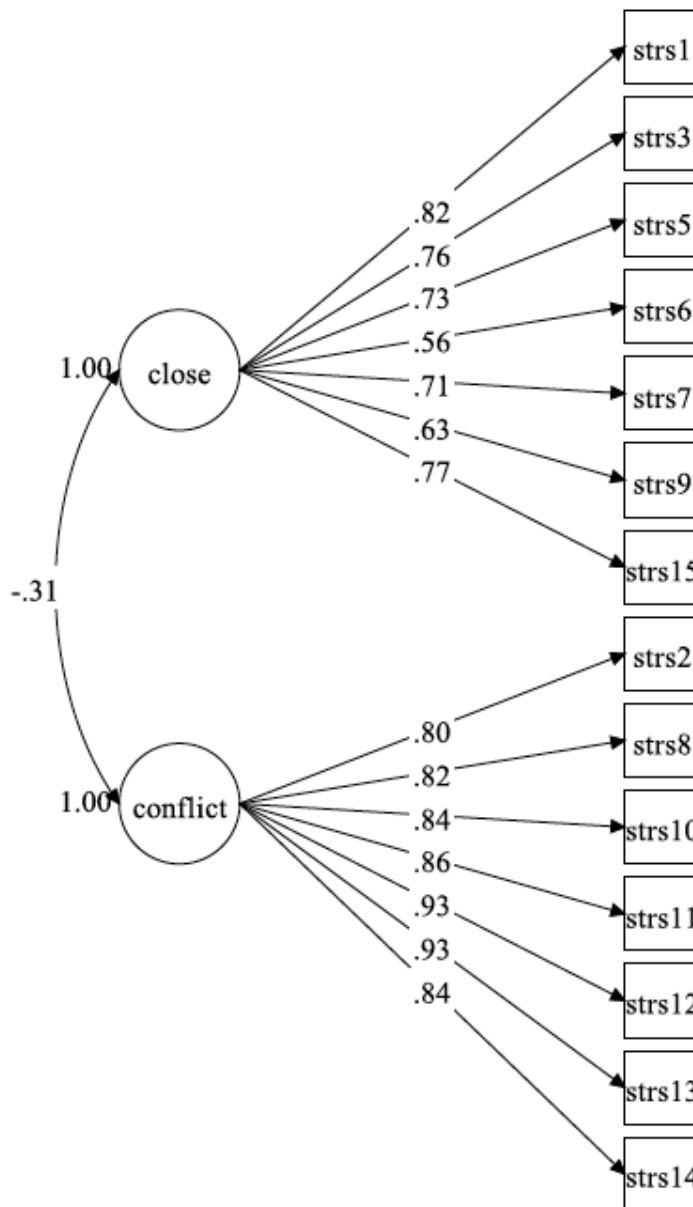 strs1
strs3
strs5
.82
.76
.73
strs6
.56
1.00
close
.71
strs7
.63
.77
strs9
strs15
-.31
strs2
.80
strs8
.82
1.00
conflict
.84
strs10
.86
.93
strs11
.93
.84
strs12
strs13
strs14